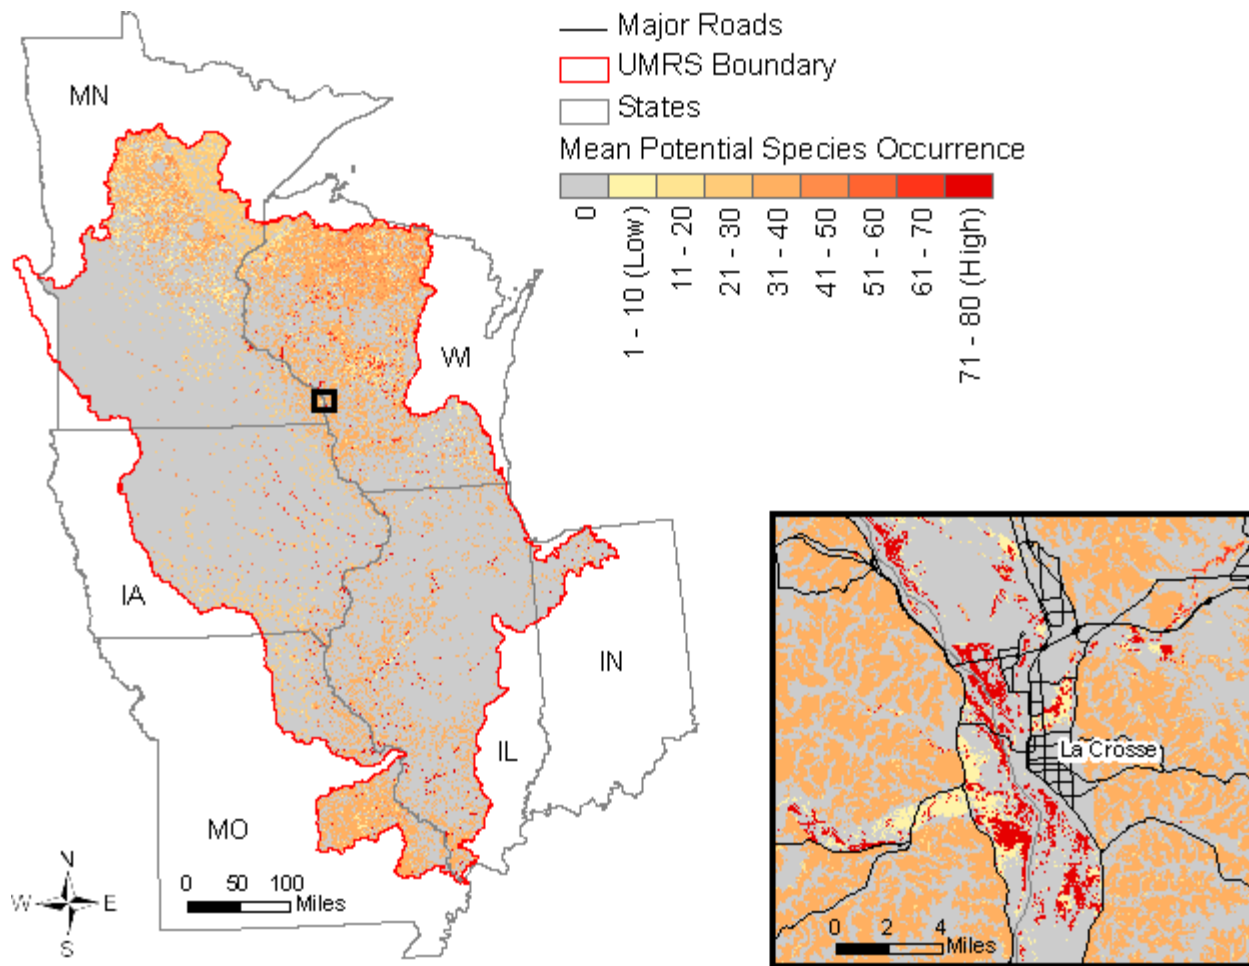 Major Roads
UMRS Boundary
States
Mean Potential Species Occurrence
0
1 - 10 (Low)
11 - 20
21 - 30
31 - 40
41 - 50
51 - 60
61 - 70
71 - 80 (High)
MN
WI
IA
IN
IL
MO
N
W E
S
0 50 100
Miles
La Crosse
0 2 4
Miles